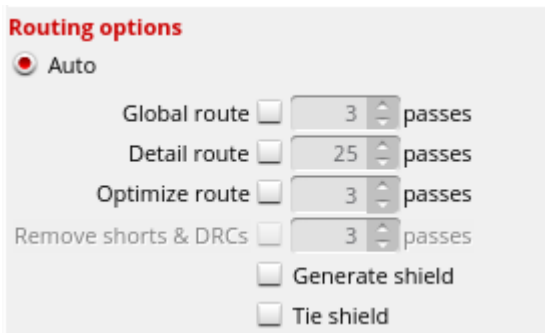 Routing options
Auto
Global route 3 passes
Detail route 25 passes
Optimize route 3 passes
Remove shorts & DRCs 3 passes
Generate shield
Tie shield